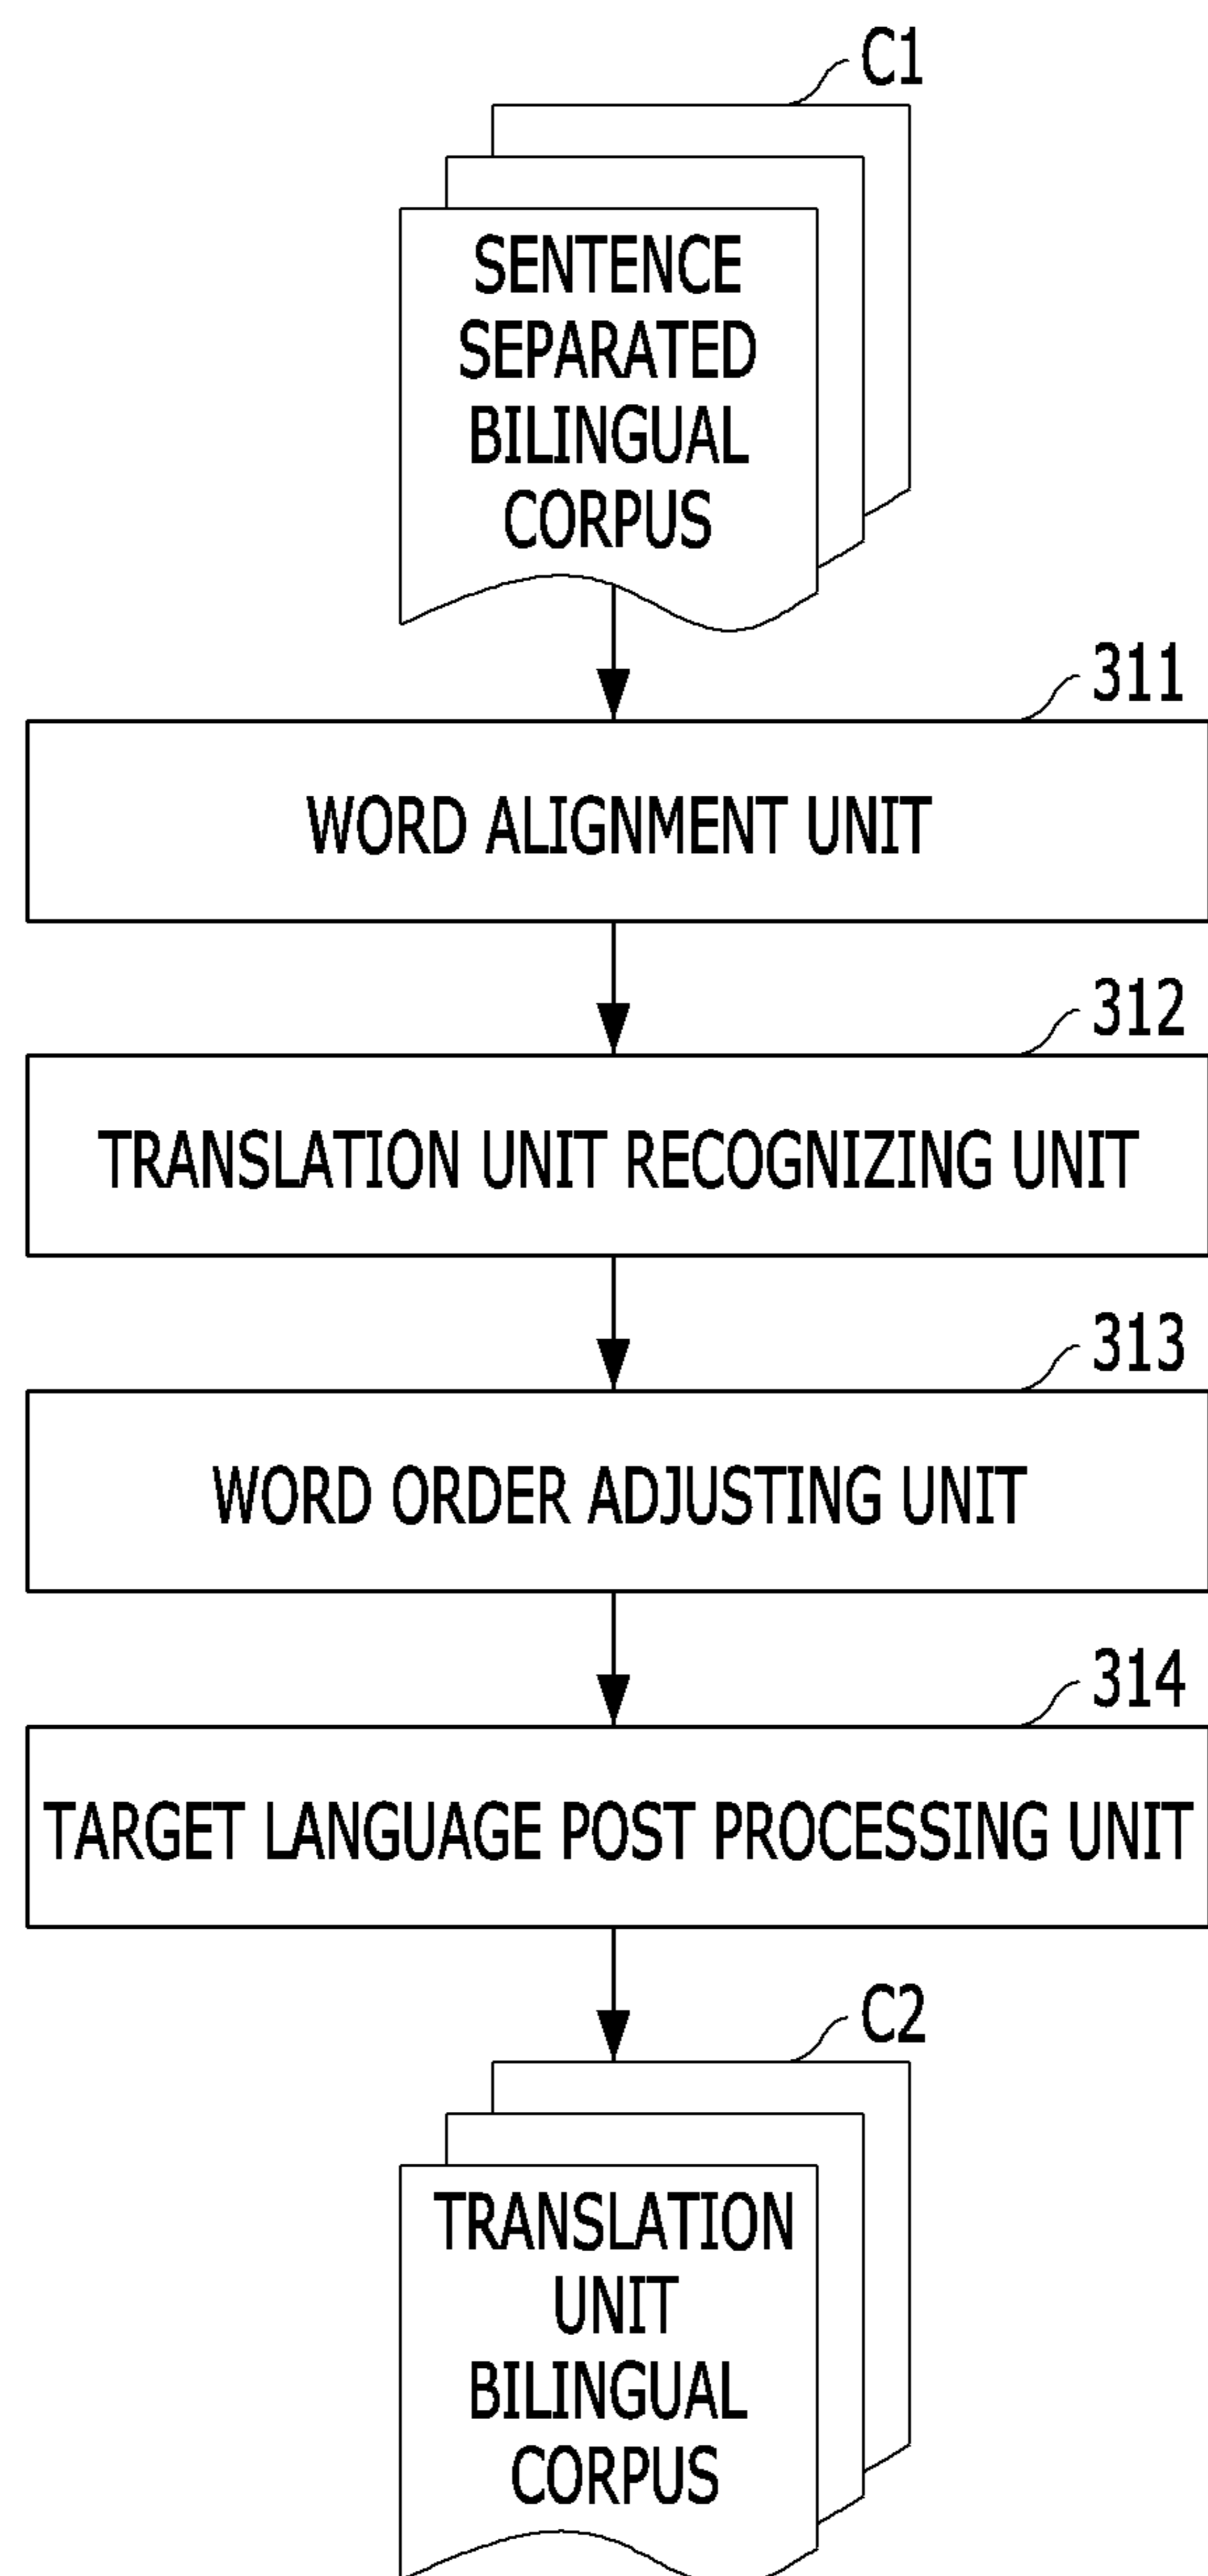 C1
SENTENCE
SEPARATED
BILINGUAL
CORPUS
311
WORD ALIGNMENT UNIT
312
TRANSLATION UNIT RECOGNIZING UNIT
313
WORD ORDER ADJUSTING UNIT
314
TARGET LANGUAGE POST PROCESSING UNIT
C2
TRANSLATION
UNIT
BILINGUAL
CORPUS